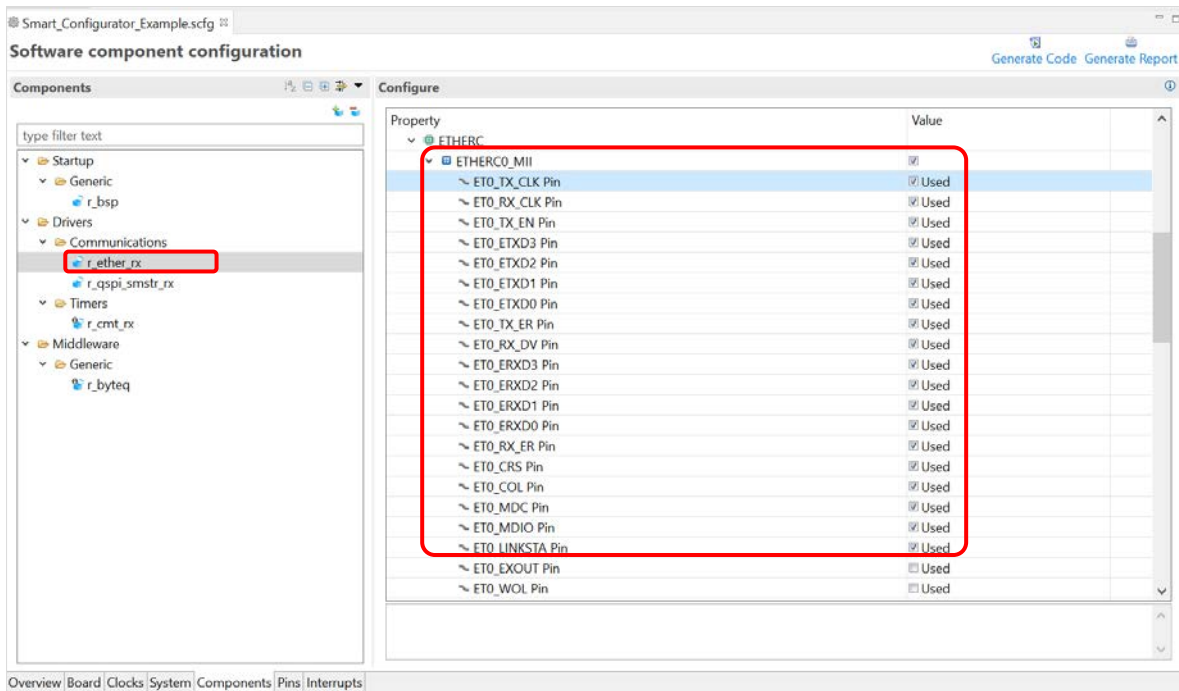 Smart_Configurator_Example.scfg
Software component configuration
Generate Code Generate Report
Components
Configure
type filter text
Startup
Generic
r_bsp
Drivers
Communications
r_ether_rx
r_qspi_smstr_rx
Timers
r_cmt_rx
Middleware
Generic
r_byteq
Property Value
ETHERC
ETHERC0_MII
ET0_TX_CLK Pin Used
ET0_RX_CLK Pin Used
ET0_TX_EN Pin Used
ET0_ETXD3 Pin Used
ET0_ETXD2 Pin Used
ET0_ETXD1 Pin Used
ET0_ETXD0 Pin Used
ET0_TX_ER Pin Used
ET0_RX_DV Pin Used
ET0_ERXD3 Pin Used
ET0_ERXD2 Pin Used
ET0_ERXD1 Pin Used
ET0_ERXD0 Pin Used
ET0_RX_ER Pin Used
ET0_CRS Pin Used
ET0_COL Pin Used
ET0_MDC Pin Used
ET0_MDIO Pin Used
ET0_LINKSTA Pin Used
ET0_EXOUT Pin Used
ET0_WOL Pin Used
Overview Board Clocks System Components Pins Interrupts